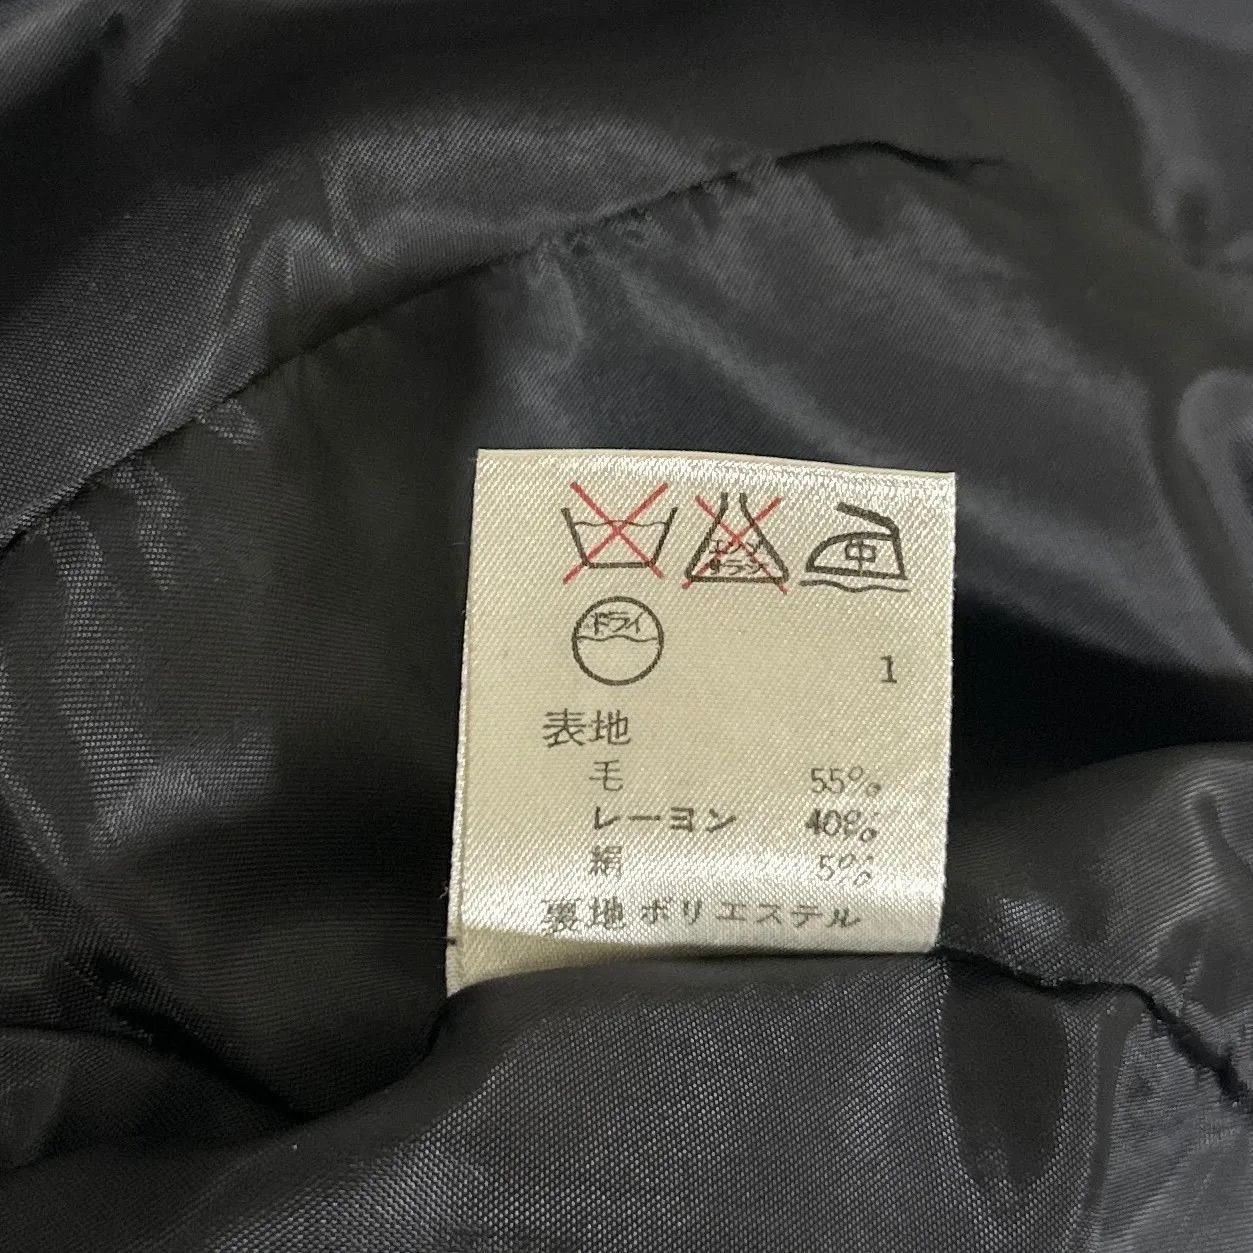 エンソ
サラシ
中
ドライ
1
表地
毛 55%
レーヨン 40%
絹 5%
裏地 ポリエステル